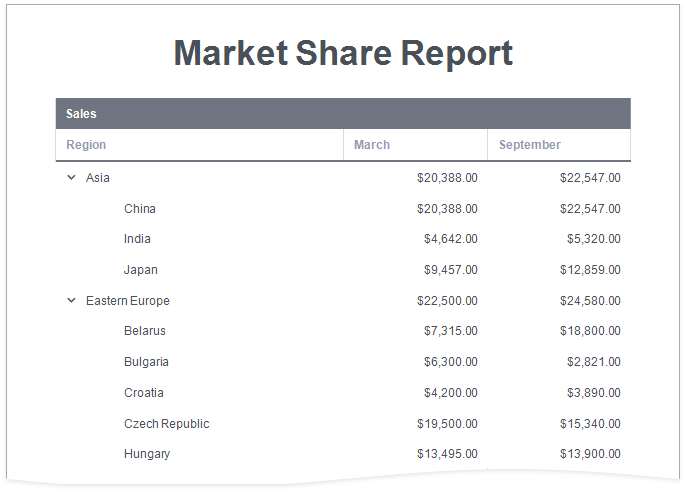 Market Share Report
Sales
Region March September
Asia $20,388.00 $22,547.00
China $20,388.00 $22,547.00
India $4,642.00 $5,320.00
Japan $9,457.00 $12,859.00
Eastern Europe $22,500.00 $24,580.00
Belarus $7,315.00 $18,800.00
Bulgaria $6,300.00 $2,821.00
Croatia $4,200.00 $3,890.00
Czech Republic $19,500.00 $15,340.00
Hungary $13,495.00 $13,900.00